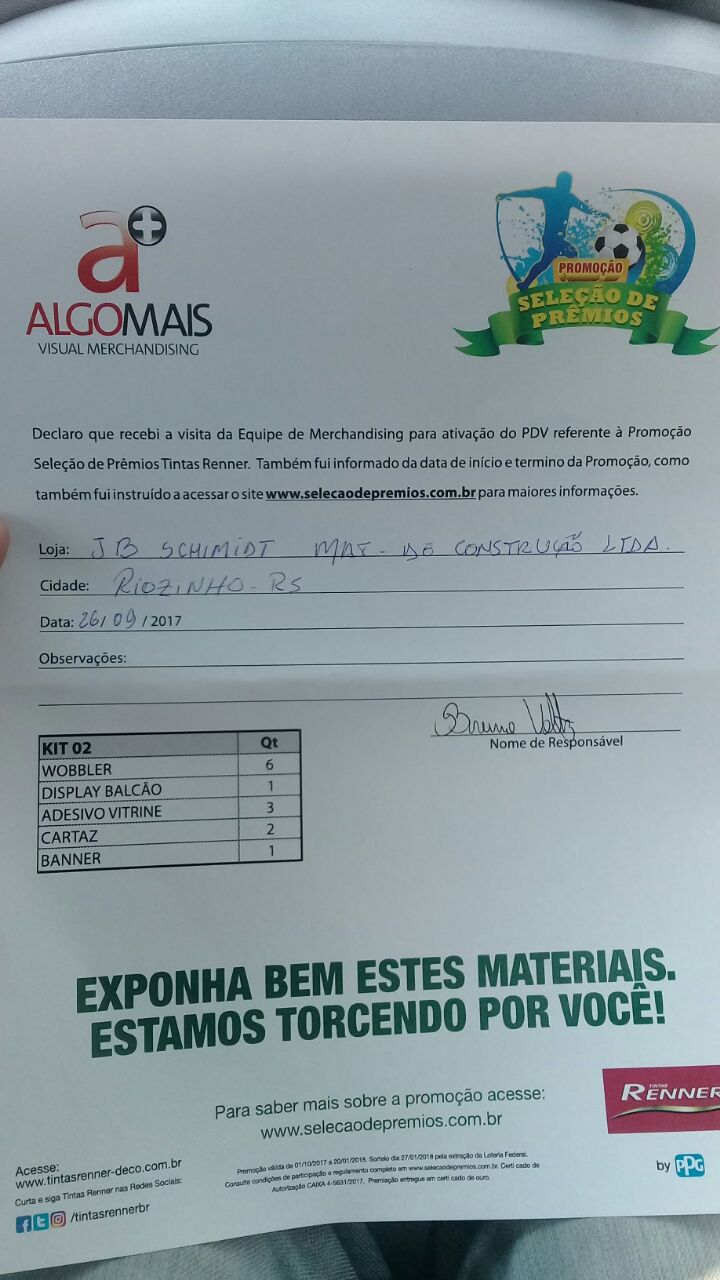 a+
ALGOMAIS
VISUAL MERCHANDISING
PROMOÇÃO
SELEÇÃO DE
PRÊMIOS
Declaro que recebi a visita da Equipe de Merchandising para ativação do PDV referente à Promoção
Seleção de Prêmios Tintas Renner. Também fui informado da data de início e termino da Promoção, como
também fui instruído a acessar o site www.selecaodepremios.com.br para maiores informações.
Loja: JB SCHIMIDT MAT- DE CONSTRUÇÃO LTDA.
Cidade: RIOZINHO-RS
Data: 26/09/2017
Observações:
Bruno Valtz
Nome de Responsável
KIT 02 Qt
WOBBLER 6
DISPLAY BALCÃO 1
ADESIVO VITRINE 3
CARTAZ 2
BANNER 1
EXPONHA BEM ESTES MATERIAIS.
ESTAMOS TORCENDO POR VOCÊ!
Para saber mais sobre a promoção acesse:
www.selecaodepremios.com.br
TINTAS
RENNER
by PPG
Acesse:
www.tintasrenner-deco.com.br
Curta e siga Tintas Renner nas Redes Sociais:
/tintasrennerbr
Promoção válida de 01/10/2017 a 20/01/2018. Sorteio dia 27/01/2018 pela extração da Loteria Federal.
Consulte condições de participação e regulamento completo em www.selecaodepremios.com.br. Certi cado de
Autorização CAIXA 4-5631/2017. Premiação entregue em certi cado de ouro.